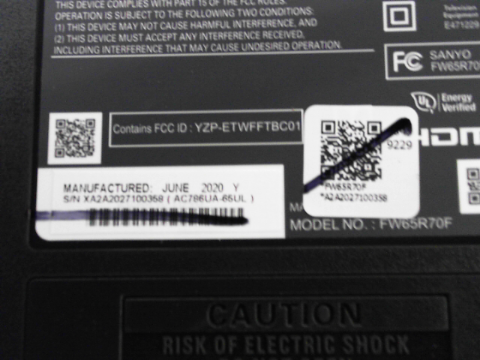 THIS DEVICE COMPLIES WITH PART 15 OF THE FCC RULES.
OPERATION IS SUBJECT TO THE FOLLOWING TWO CONDITIONS:
(1) THIS DEVICE MAY NOT CAUSE HARMFUL INTERFERENCE, AND
(2) THIS DEVICE MUST ACCEPT ANY INTERFERENCE RECEIVED,
INCLUDING INTERFERENCE THAT MAY CAUSE UNDESIRED OPERATION.
Television
Equipment
E471229
FC SANYO
FW65R70
UL Energy
Verified
Contains FCC ID : YZP-ETWFFTBC01
HDMI
9229
*FW65R70F
*A2A2027100358
MANUFACTURED: JUNE 2020 Y
S/N XA2A2027100358 ( AC786UA-65UL )
MA
MODEL NO. : FW65R70F
CAUTION
RISK OF ELECTRIC SHOCK